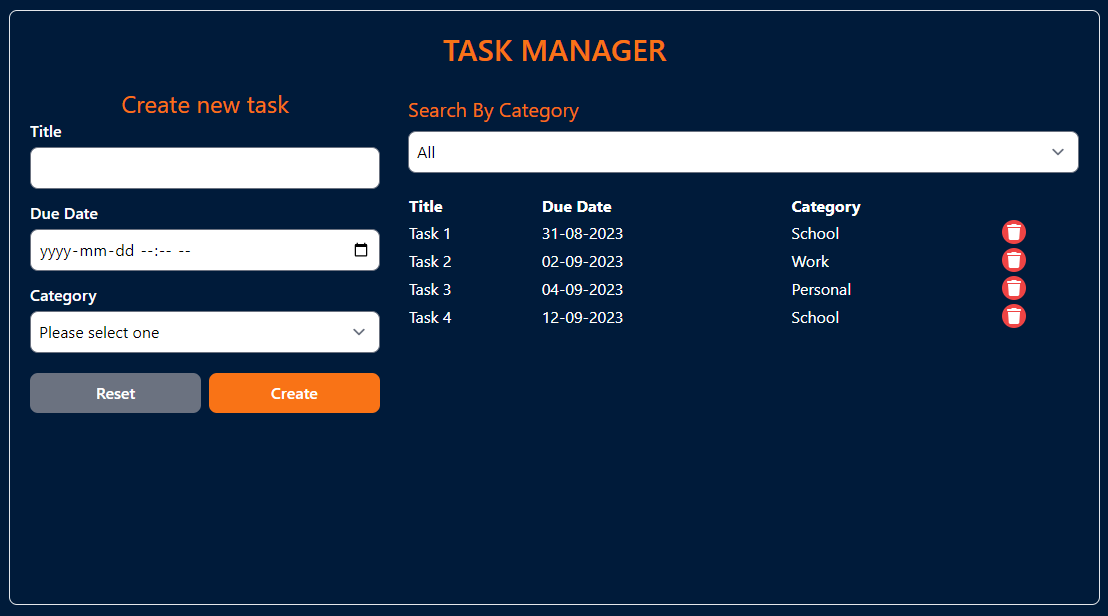 TASK MANAGER
Create new task
Title
Due Date
yyyy-mm-dd --:-- --
Category
Please select one
Reset Create
Search By Category
All
Title Due Date Category
Task 1 31-08-2023 School
Task 2 02-09-2023 Work
Task 3 04-09-2023 Personal
Task 4 12-09-2023 School